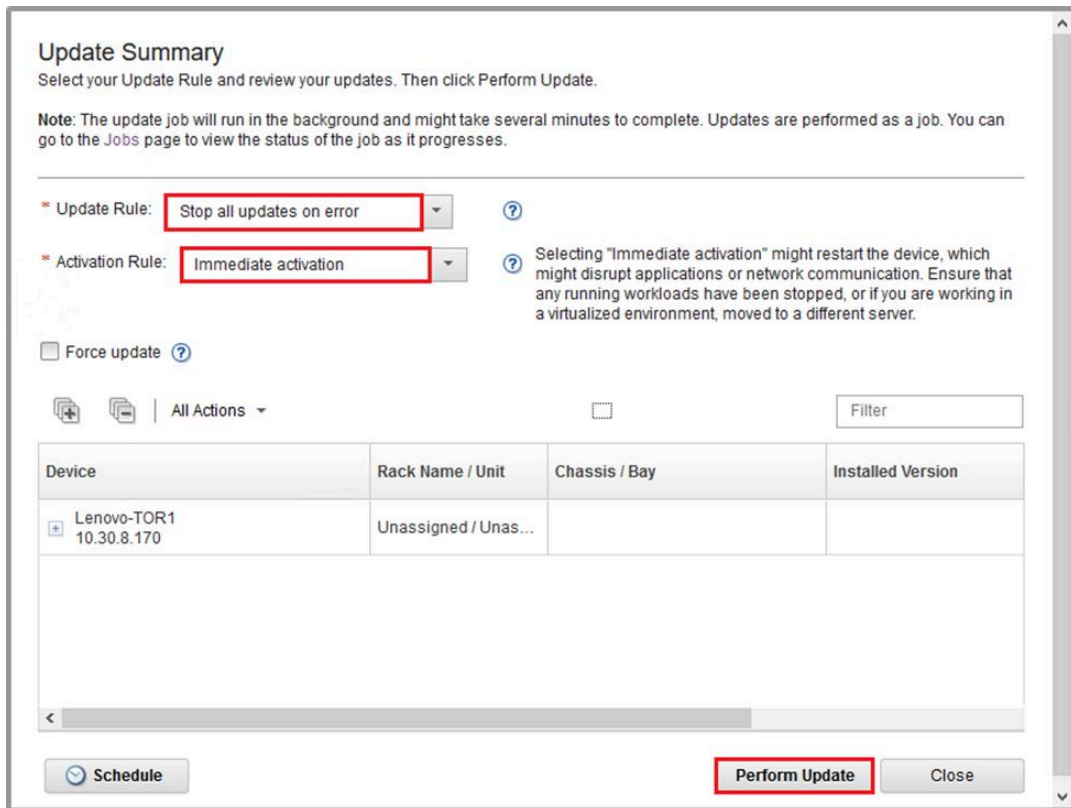 Update Summary
Select your Update Rule and review your updates. Then click Perform Update.
Note: The update job will run in the background and might take several minutes to complete. Updates are performed as a job. You can
go to the Jobs page to view the status of the job as it progresses.
* Update Rule: Stop all updates on error ?
* Activation Rule: Immediate activation ? Selecting "Immediate activation" might restart the device, which
might disrupt applications or network communication. Ensure that
any running workloads have been stopped, or if you are working in
a virtualized environment, moved to a different server.
Force update ?
All Actions Filter
Device Rack Name / Unit Chassis / Bay Installed Version
Lenovo-TOR1
10.30.8.170 Unassigned / Unas...
Schedule Perform Update Close